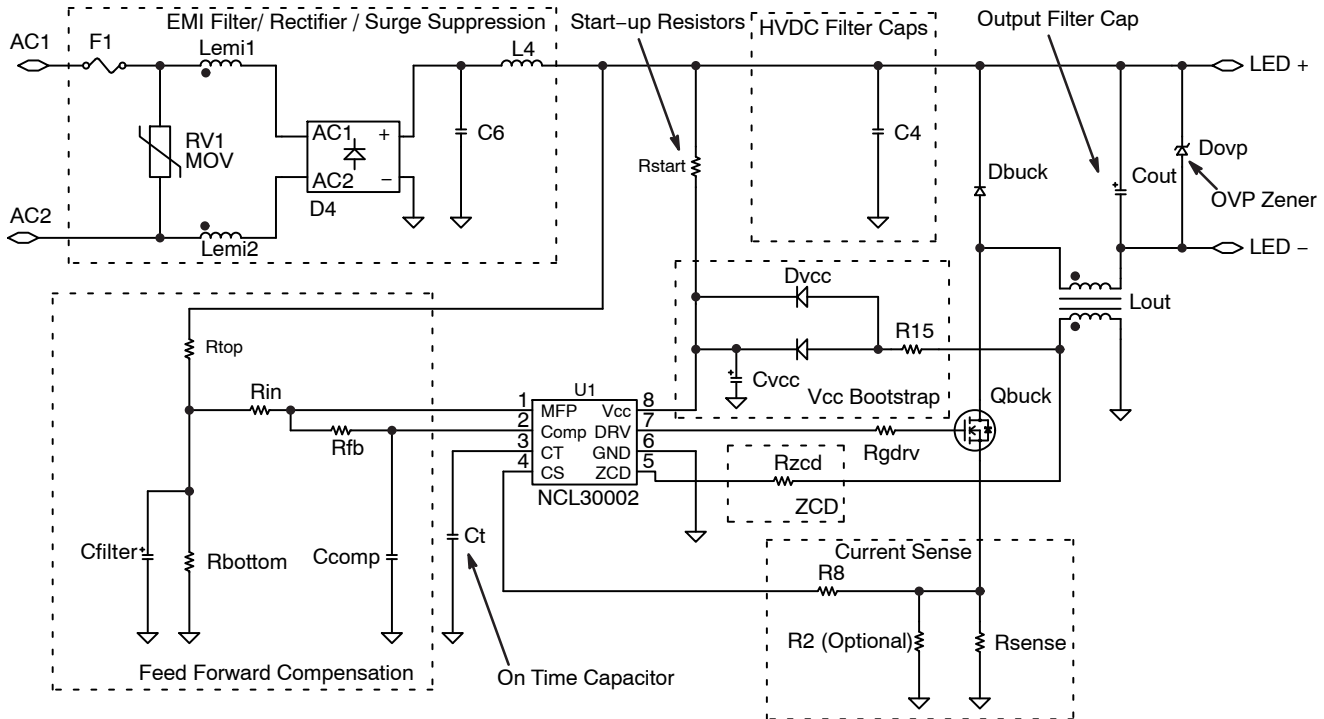 EMI Filter/ Rectifier / Surge Suppression
Start-up Resistors
HVDC Filter Caps
Output Filter Cap
AC1
F1
Lemi1
L4
LED +
RV1
MOV
AC1
+
AC2
−
D4
C6
Rstart
C4
Dbuck
Cout
Dovp
OVP Zener
AC2
Lemi2
LED −
Dvcc
Lout
R15
Rtop
Cvcc
Vcc Bootstrap
Qbuck
Rin
Rfb
U1
1 MFP Vcc 8
2 Comp DRV 7
3 CT GND 6
4 CS ZCD 5
NCL30002
Rgdrv
Rzcd
ZCD
Cfilter
+
Rbottom
Ccomp
Ct
Current Sense
R8
R2 (Optional)
Rsense
Feed Forward Compensation
On Time Capacitor